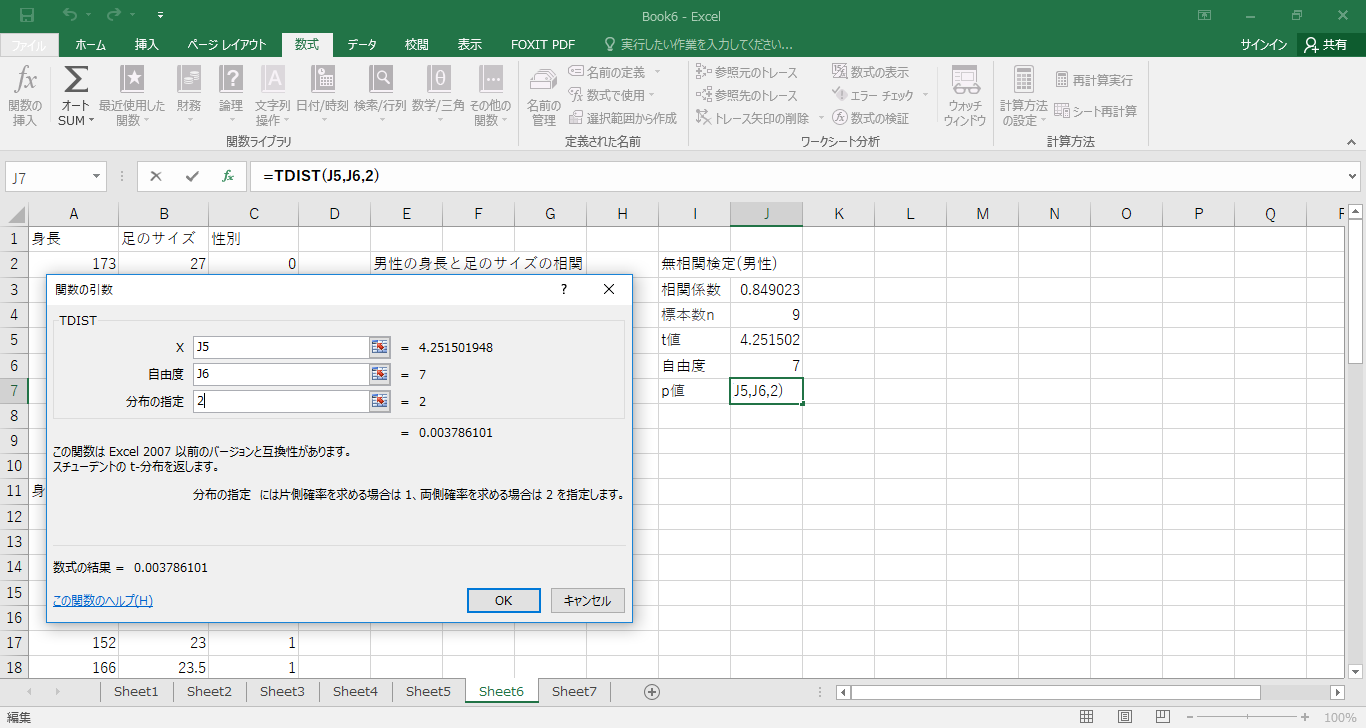 Book6 - Excel
ファイル ホーム 挿入 ページ レイアウト 数式 データ 校閲 表示 FOXIT PDF 実行したい作業を入力してください... サインイン 共有
fx Σ ? A θ
関数の挿入 オート SUM 最近使用した関数 財務 論理 文字列操作 日付/時刻 検索/行列 数学/三角 その他の関数
関数ライブラリ
名前の管理 名前の定義
数式で使用
選択範囲から作成
定義された名前
参照元のトレース 数式の表示
参照先のトレース エラー チェック
トレース矢印の削除 数式の検証
ウォッチ ウィンドウ
ワークシート分析
計算方法の設定 再計算実行
シート再計算
計算方法
J7 fx =TDIST(J5,J6,2)
A B C D E F G H I J K L M N O P Q R
1 身長 足のサイズ 性別
2 173 27 0 男性の身長と足のサイズの相関 無相関検定(男性)
3 相関係数 0.849023
4 標本数n 9
5 t値 4.251502
6 自由度 7
7 p値 J5,J6,2)
8
9
10
11 身
12
13
14
15
16
17 152 23 1
18 166 23.5 1
関数の引数 ?
TDIST
X J5 = 4.251501948
自由度 J6 = 7
分布の指定 2 = 2
= 0.003786101
この関数は Excel 2007 以前のバージョンと互換性があります。
スチューデントの t-分布を返します。
分布の指定 には片側確率を求める場合は 1、両側確率を求める場合は 2 を指定します。
数式の結果 = 0.003786101
この関数のヘルプ(H) OK キャンセル
Sheet1 Sheet2 Sheet3 Sheet4 Sheet5 Sheet6 Sheet7
編集 100%